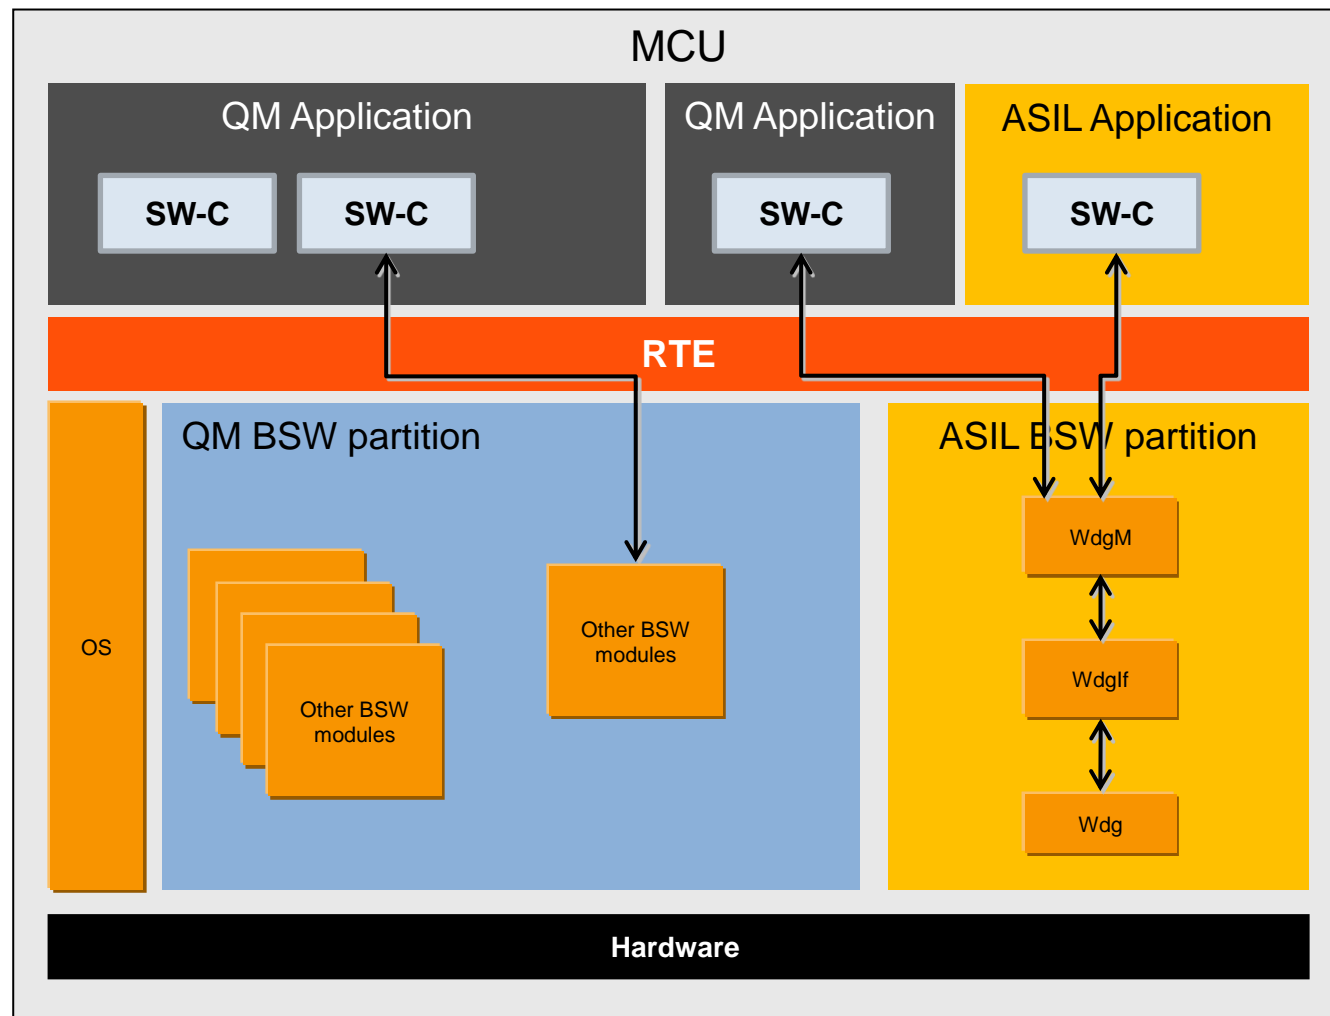 MCU
QM Application
QM Application
ASIL Application
SW-C
SW-C
SW-C
SW-C
RTE
QM BSW partition
ASIL BSW partition
OS
Other BSW
modules
Other BSW
modules
WdgM
WdgIf
Wdg
Hardware